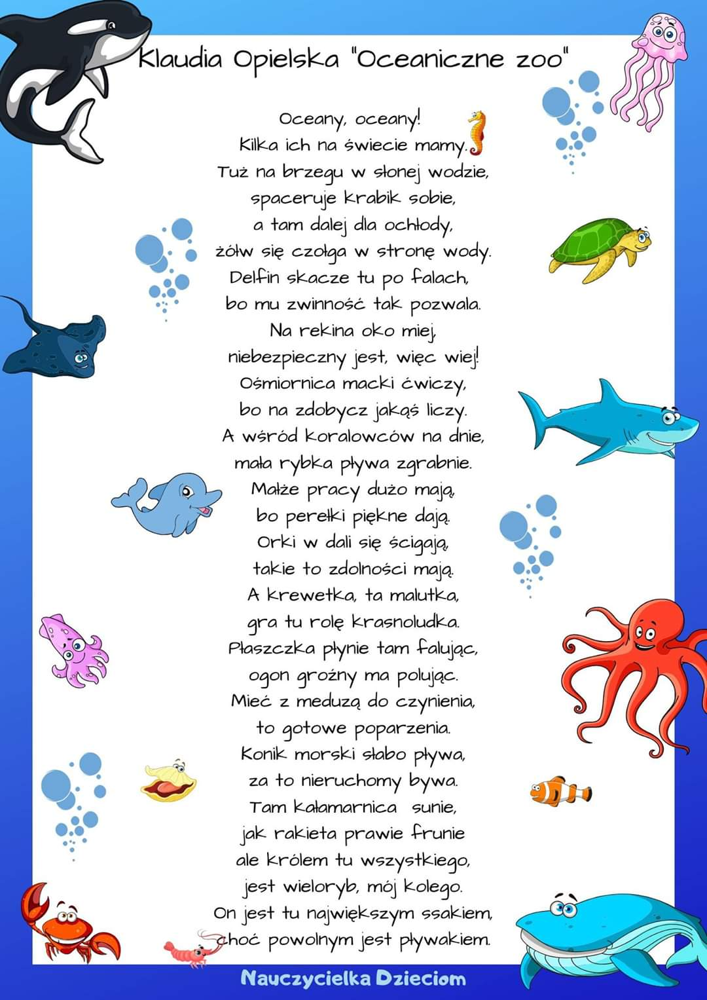 Klaudia Opielska "Oceaniczne zoo"
Oceany, oceany!
Kilka ich na świecie mamy.
Tuż na brzegu w słonej wodzie,
spaceruje krabik sobie,
a tam dalej dla ochłody,
żółw się czołga w stronę wody.
Delfin skacze tu po falach,
bo mu zwinność tak pozwala.
Na rekina oko miej,
niebezpieczny jest, więc wiej!
Ośmiornica macki ćwiczy,
bo na zdobycz jakąś liczy.
A wśród koralowców na dnie,
mała rybka pływa zgrabnie.
Małże pracy dużo mają,
bo perełki piękne dają.
Orki w dali się ścigają,
takie to zdolności mają.
A krewetka, ta malutka,
gra tu rolę krasnoludka.
Płaszczka płynie tam falując,
ogon groźny ma polując.
Mieć z meduzą do czynienia,
to gotowe poparzenia.
Konik morski słabo pływa,
za to nieruchomy bywa.
Tam kałamarnica sunie,
jak rakieta prawie frunie
ale królem tu wszystkiego,
jest wieloryb, mój kolego.
On jest tu największym ssakiem,
choć powolnym jest pływakiem.
Nauczycielka Dzieciom